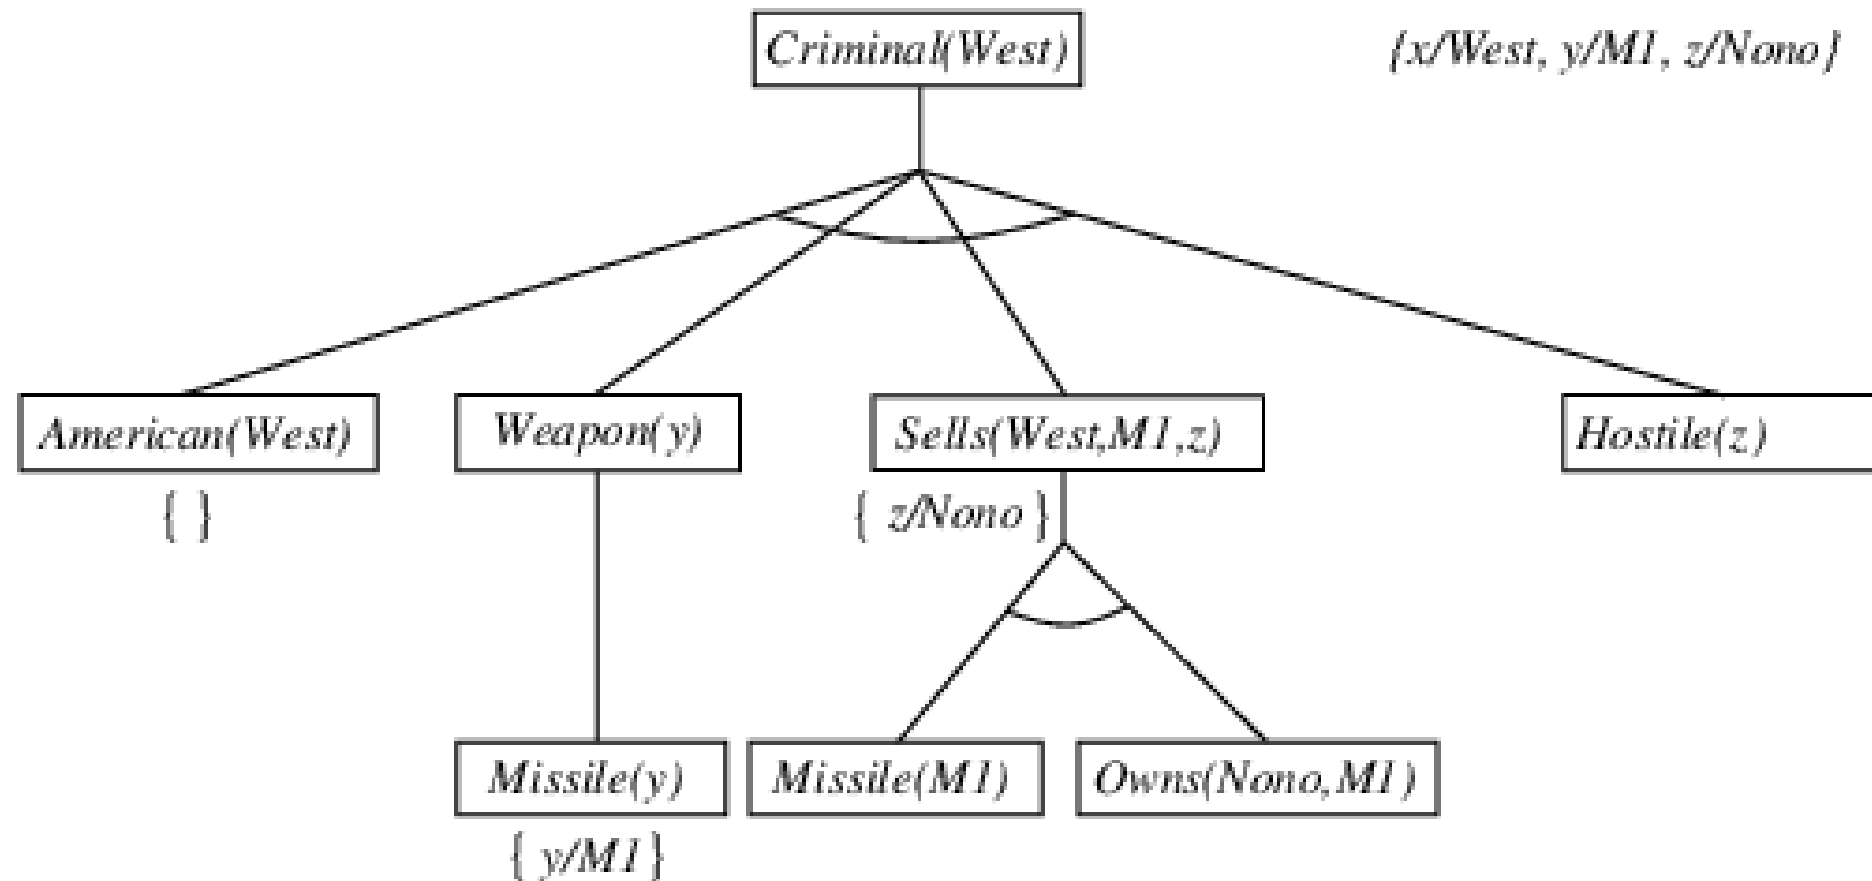 Criminal(West)
{x/West, y/M1, z/Nono}
American(West)
Weapon(y)
Sells(West,M1,z)
Hostile(z)
{ }
{ z/Nono }
Missile(y)
Missile(M1)
Owns(Nono,M1)
{ y/M1}